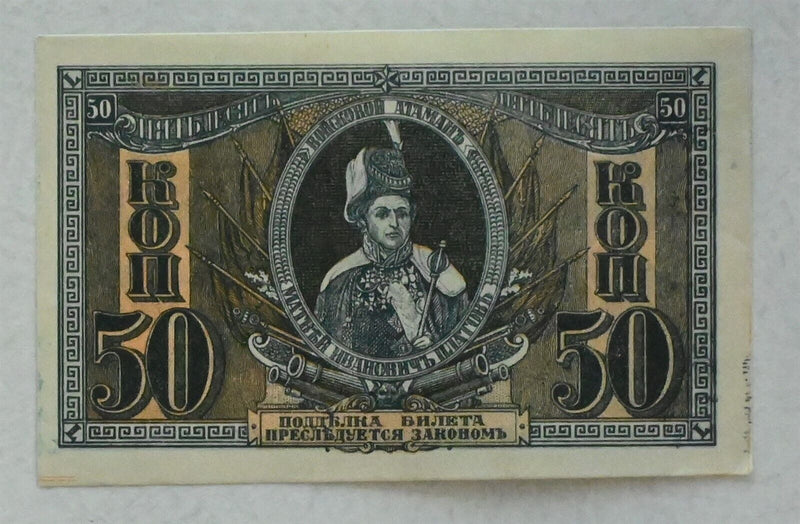 50 ПЯТЬДЕСЯТЪ ПЯТЬДЕСЯТЪ 50
ВОЙСКОВОЙ АТАМАНЪ
МАТВѢЙ ИВАНОВИЧЪ ПЛАТОВЪ
КОП КОП
50 50
ПОДДѢЛКА БИЛЕТА
ПРЕСЛѢДУЕТСЯ ЗАКОНОМЪ